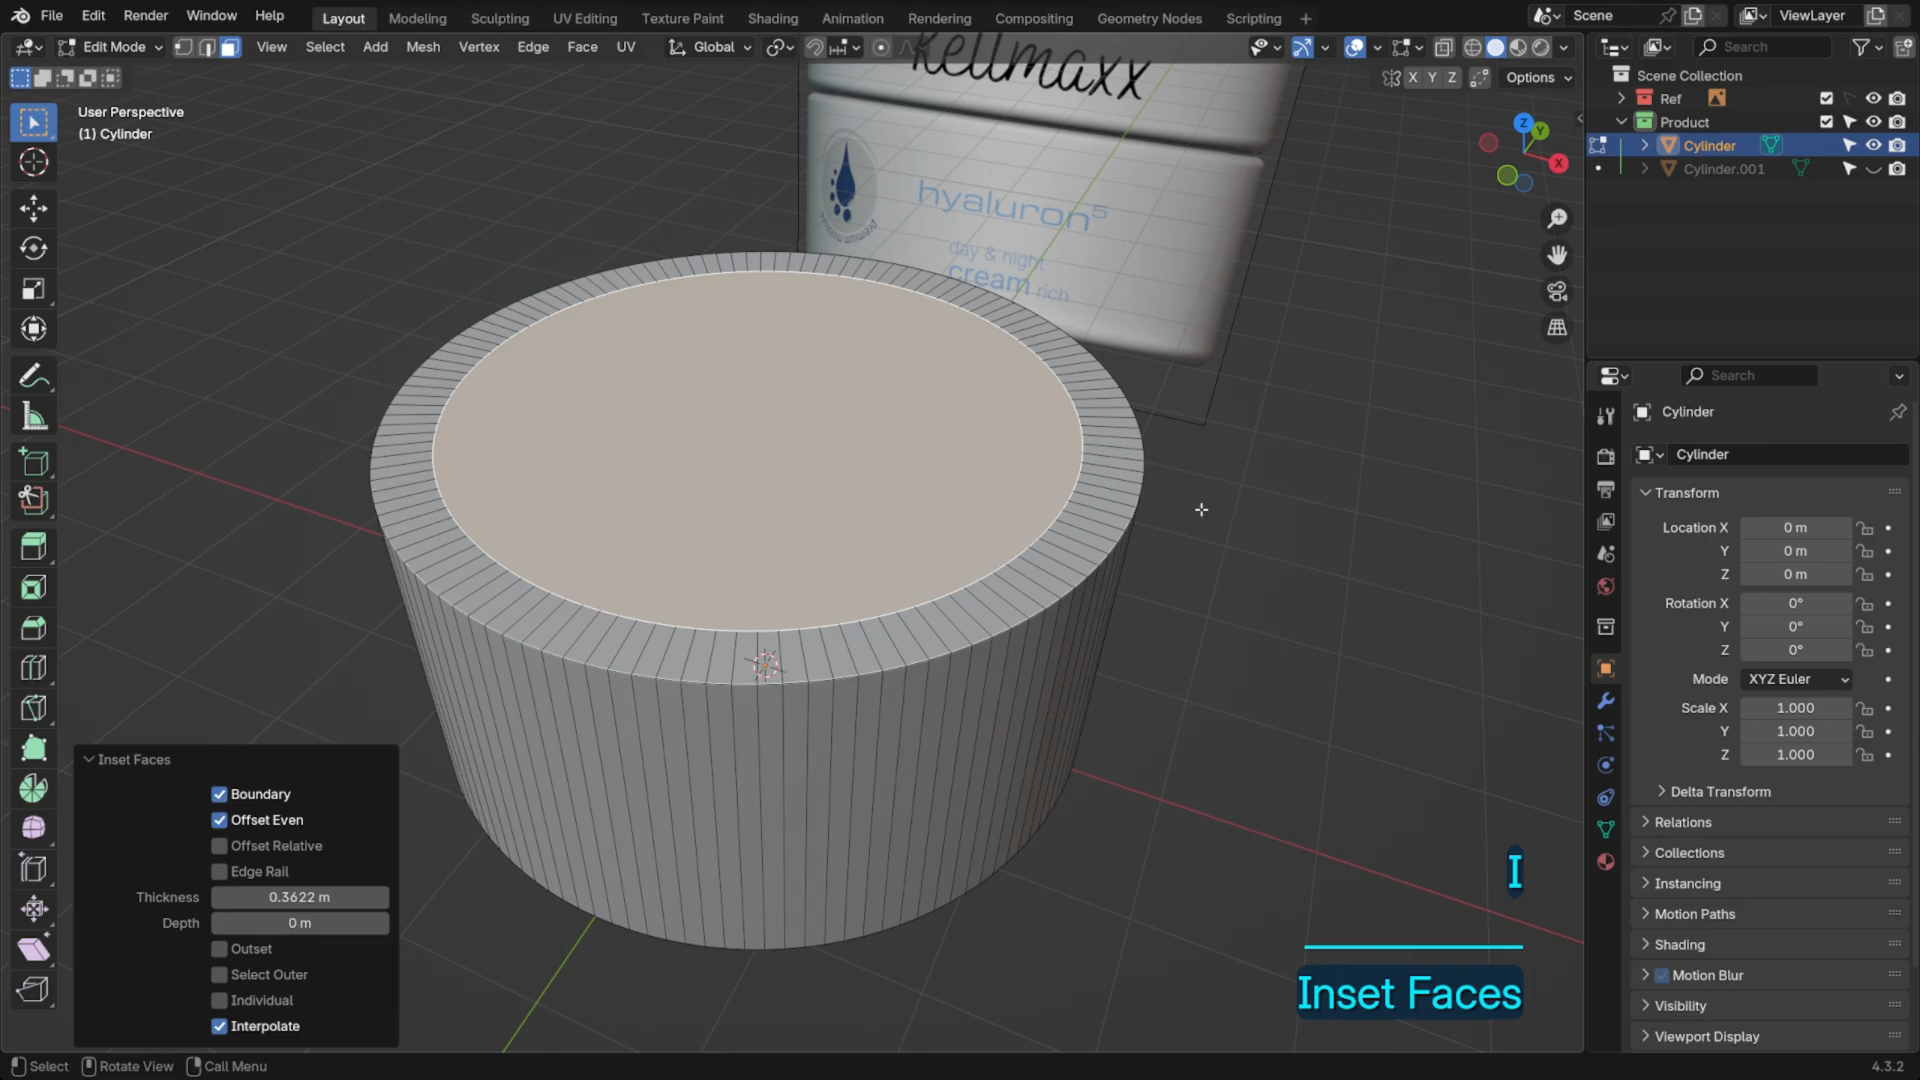 File Edit Render Window Help Layout Modeling Sculpting UV Editing Texture Paint Shading Animation Rendering Compositing Geometry Nodes Scripting + Scene ViewLayer
Edit Mode View Select Add Mesh Vertex Edge Face UV Global Search
X Y Z Options
User Perspective
(1) Cylinder
Kellmaxx
hyaluron5
day & night
cream rich
Z
Y
X
Scene Collection
Ref
Product
Cylinder
Cylinder.001
Search
Cylinder
Cylinder
Transform
Location X 0 m
Y 0 m
Z 0 m
Rotation X 0°
Y 0°
Z 0°
Mode XYZ Euler
Scale X 1.000
Y 1.000
Z 1.000
Delta Transform
Relations
Collections
Instancing
Motion Paths
Shading
Motion Blur
Visibility
Viewport Display
Inset Faces
Boundary
Offset Even
Offset Relative
Edge Rail
Thickness 0.3622 m
Depth 0 m
Outset
Select Outer
Individual
Interpolate
I
Inset Faces
Select Rotate View Call Menu 4.3.2